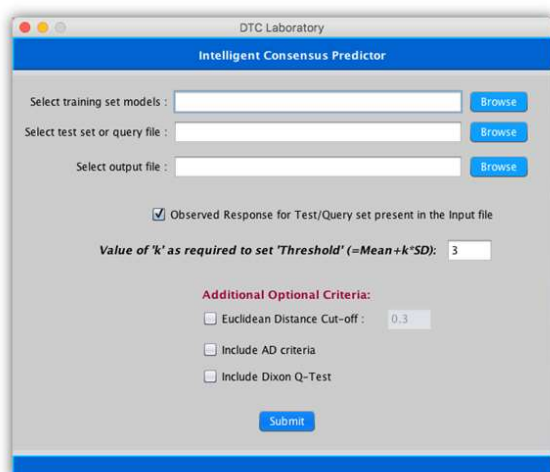 DTC Laboratory
Intelligent Consensus Predictor
Select training set models : Browse
Select test set or query file : Browse
Select output file : Browse
Observed Response for Test/Query set present in the Input file
Value of 'k' as required to set 'Threshold' (=Mean+k*SD): 3
Additional Optional Criteria:
Euclidean Distance Cut-off : 0.3
Include AD criteria
Include Dixon Q-Test
Submit